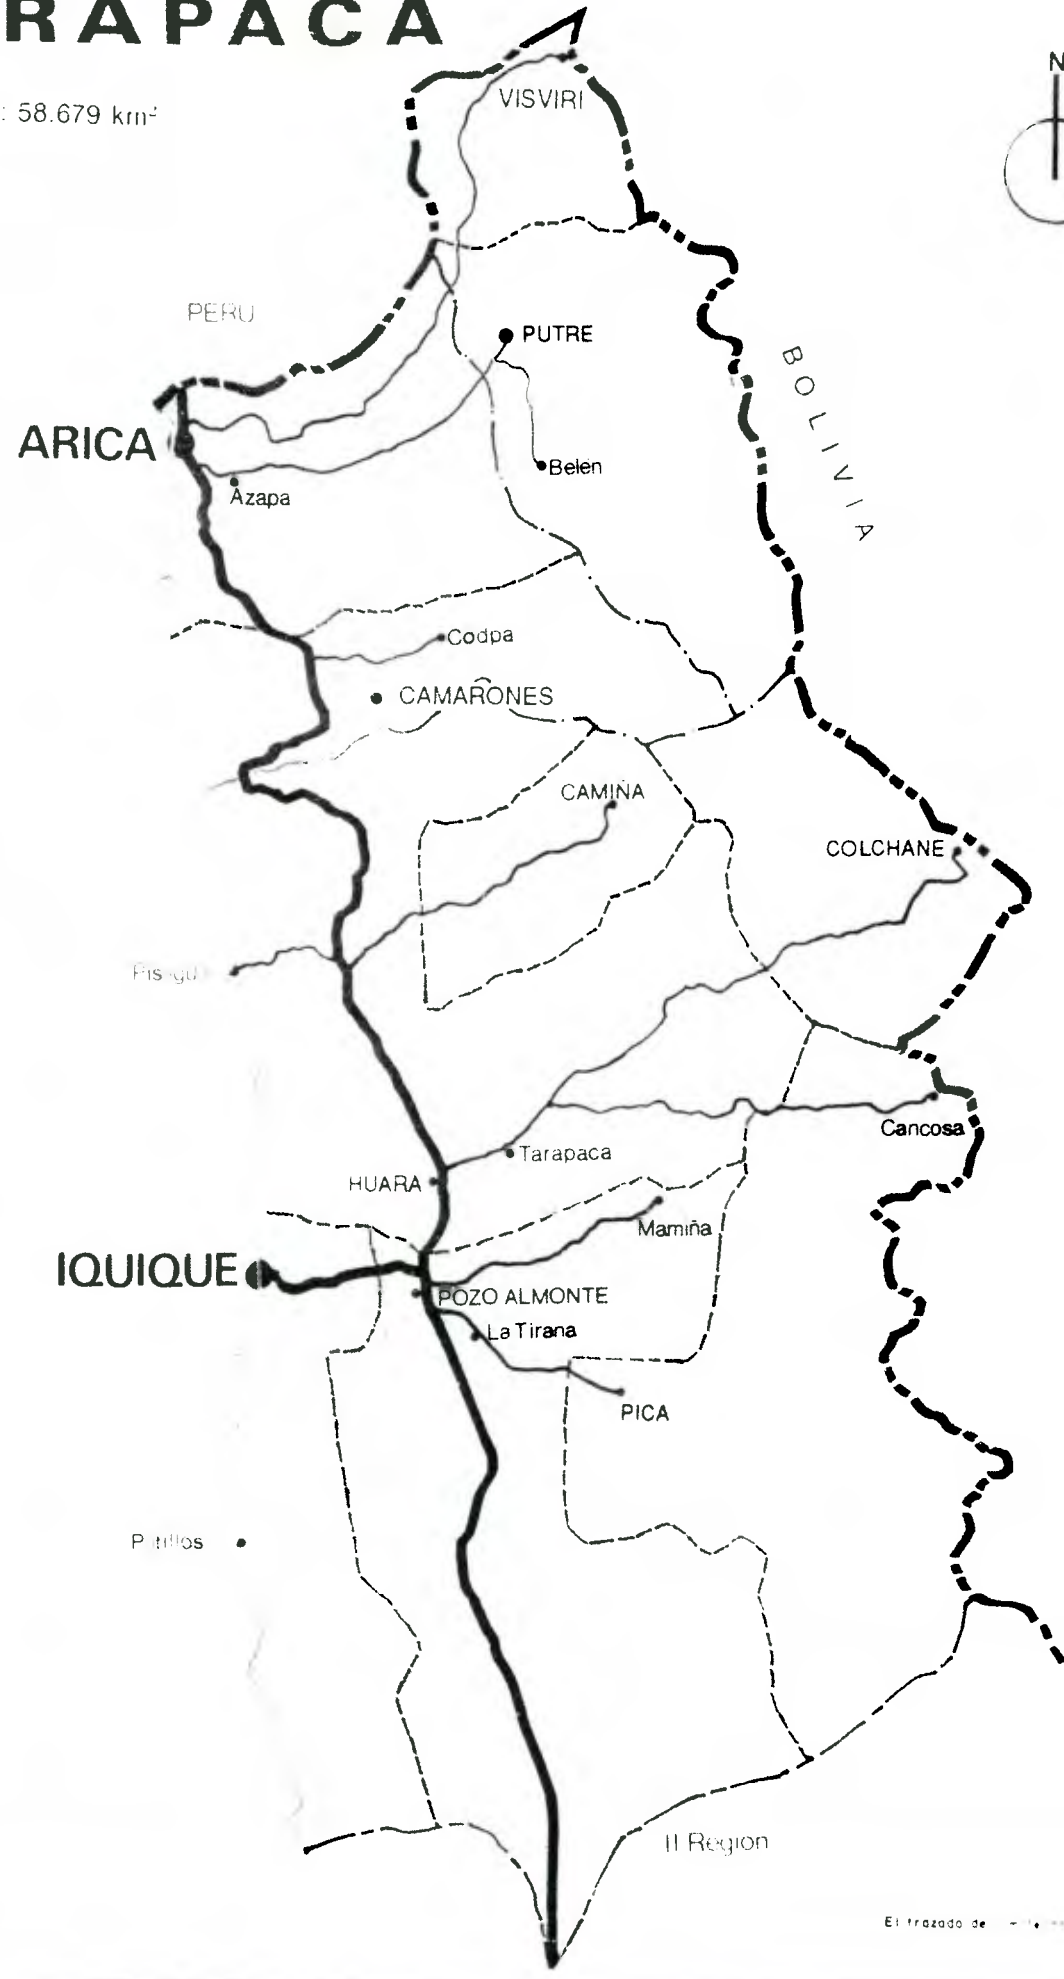 RAPACA
: 58.679 km²
N
VISVIRI
PERU
PUTRE
BOLIVIA
ARICA
Belén
Azapa
Codpa
CAMARONES
CAMIÑA
COLCHANE
Cancosa
Tarapaca
HUARA
Mamiña
IQUIQUE
POZO ALMONTE
La Tirana
PICA
II Region
El trazado de